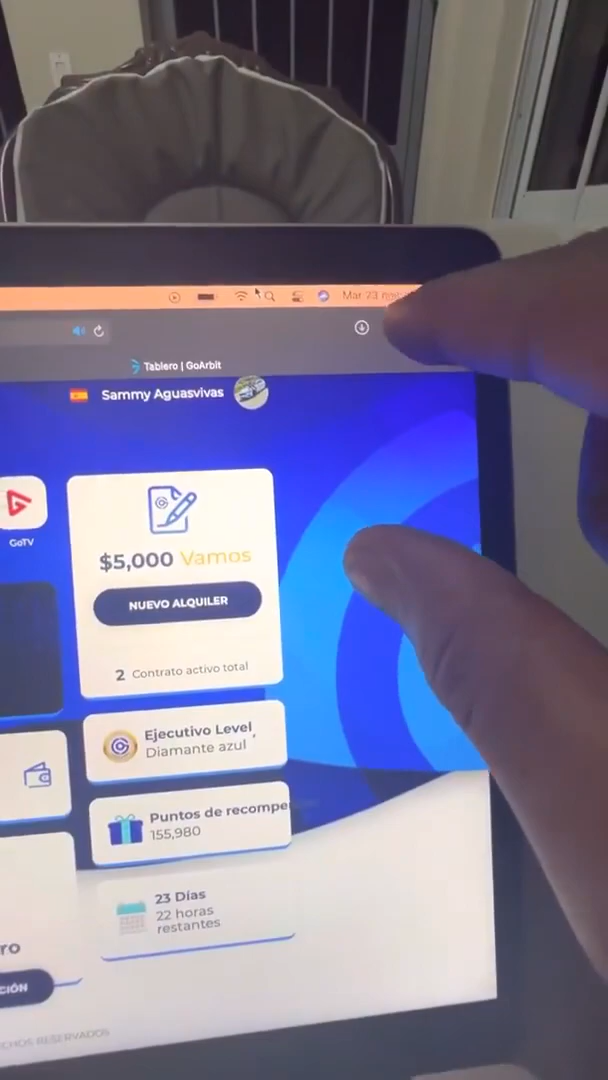 Mar 23 nov
Tablero | GoArbit
Sammy Aguasvivas
GoTV
$5,000 Vamos
NUEVO ALQUILER
2 Contrato activo total
Ejecutivo Level,
Diamante azul
Puntos de recompe
155,980
23 Días
22 horas
restantes
ro
CIÓN
CHOS RESERVADOS